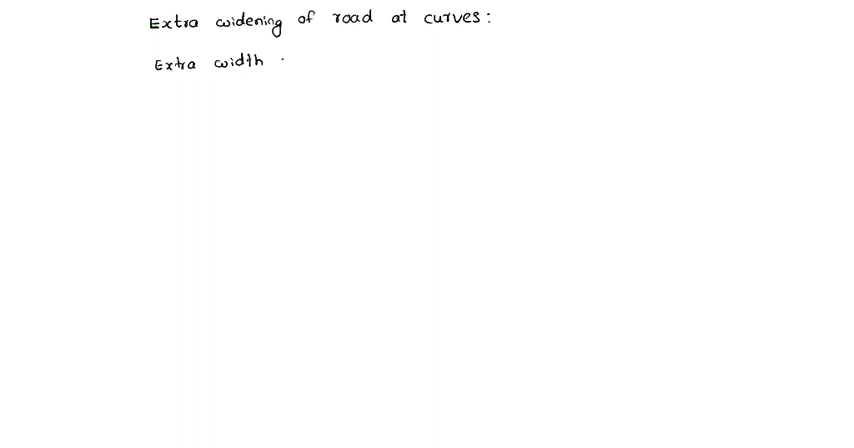 Extra widening of road at curves:
Extra width